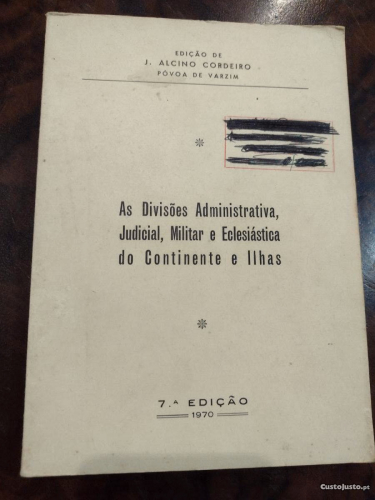 EDIÇÃO DE
J. ALCINO CORDEIRO
PÓVOA DE VARZIM
As Divisões Administrativa,
Judicial, Militar e Eclesiástica
do Continente e Ilhas
7.ª EDIÇÃO
1970
CustoJusto.pt